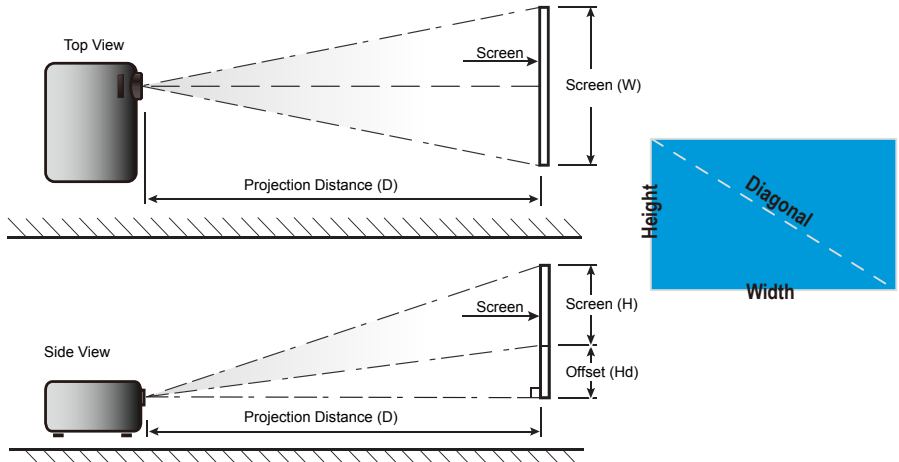 Top View
Screen
Screen (W)
Projection Distance (D)
Height
Diagonal
Width
Screen
Screen (H)
Side View
Offset (Hd)
Projection Distance (D)